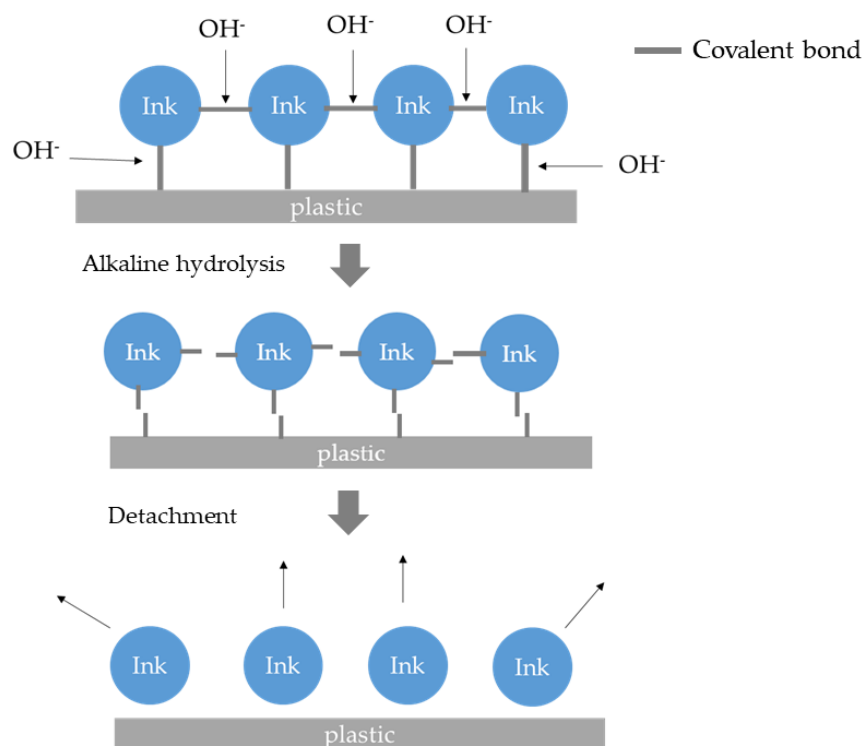 OH⁻ OH⁻ OH⁻
Covalent bond
Ink Ink Ink Ink
OH⁻ OH⁻
plastic
Alkaline hydrolysis
Ink Ink Ink Ink
plastic
Detachment
Ink Ink Ink Ink
plastic